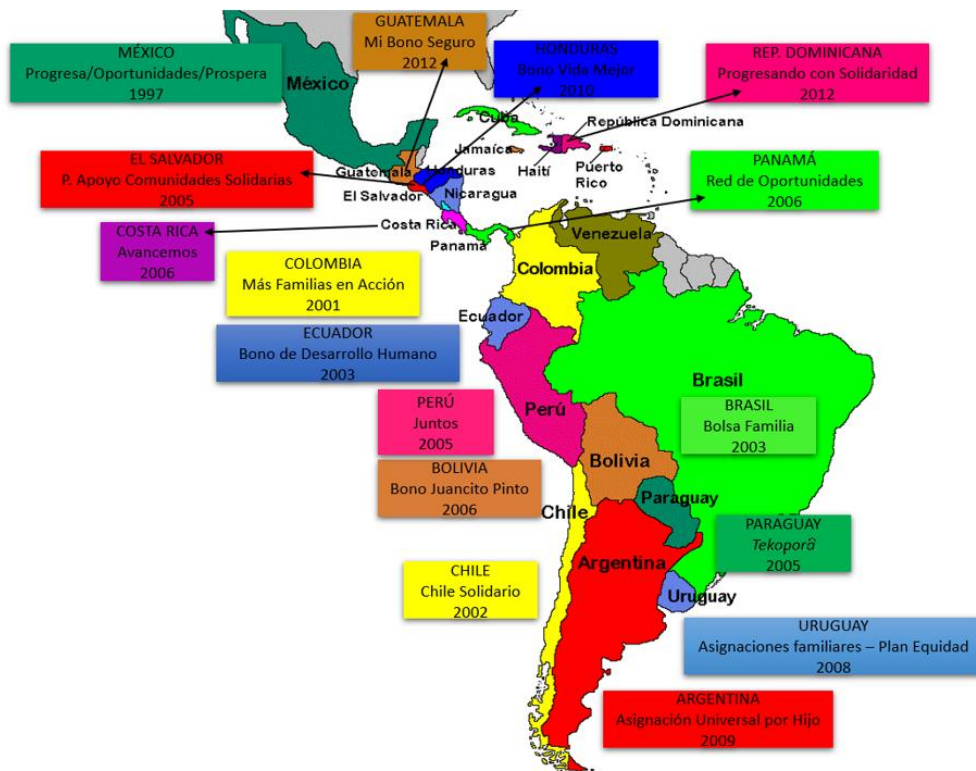 GUATEMALA
Mi Bono Seguro
2012
MÉXICO
Progresa/Oportunidades/Prospera
1997
HONDURAS
Bono Vida Mejor
2010
REP. DOMINICANA
Progresando con Solidaridad
2012
México
Cuba
República Dominicana
Jamaica
Haití
Puerto
Rico
EL SALVADOR
P. Apoyo Comunidades Solidarias
2005
Guatemala
Honduras
El Salvador
Nicaragua
PANAMÁ
Red de Oportunidades
2006
COSTA RICA
Avancemos
2006
Costa Rica
Panamá
Venezuela
COLOMBIA
Más Familias en Acción
2001
Colombia
Ecuador
ECUADOR
Bono de Desarrollo Humano
2003
Brasil
PERÚ
Juntos
2005
Perú
BRASIL
Bolsa Familia
2003
BOLIVIA
Bono Juancito Pinto
2006
Bolivia
Paraguay
Chile
PARAGUAY
Tekoporã
2005
Argentina
CHILE
Chile Solidario
2002
Uruguay
URUGUAY
Asignaciones familiares – Plan Equidad
2008
ARGENTINA
Asignación Universal por Hijo
2009